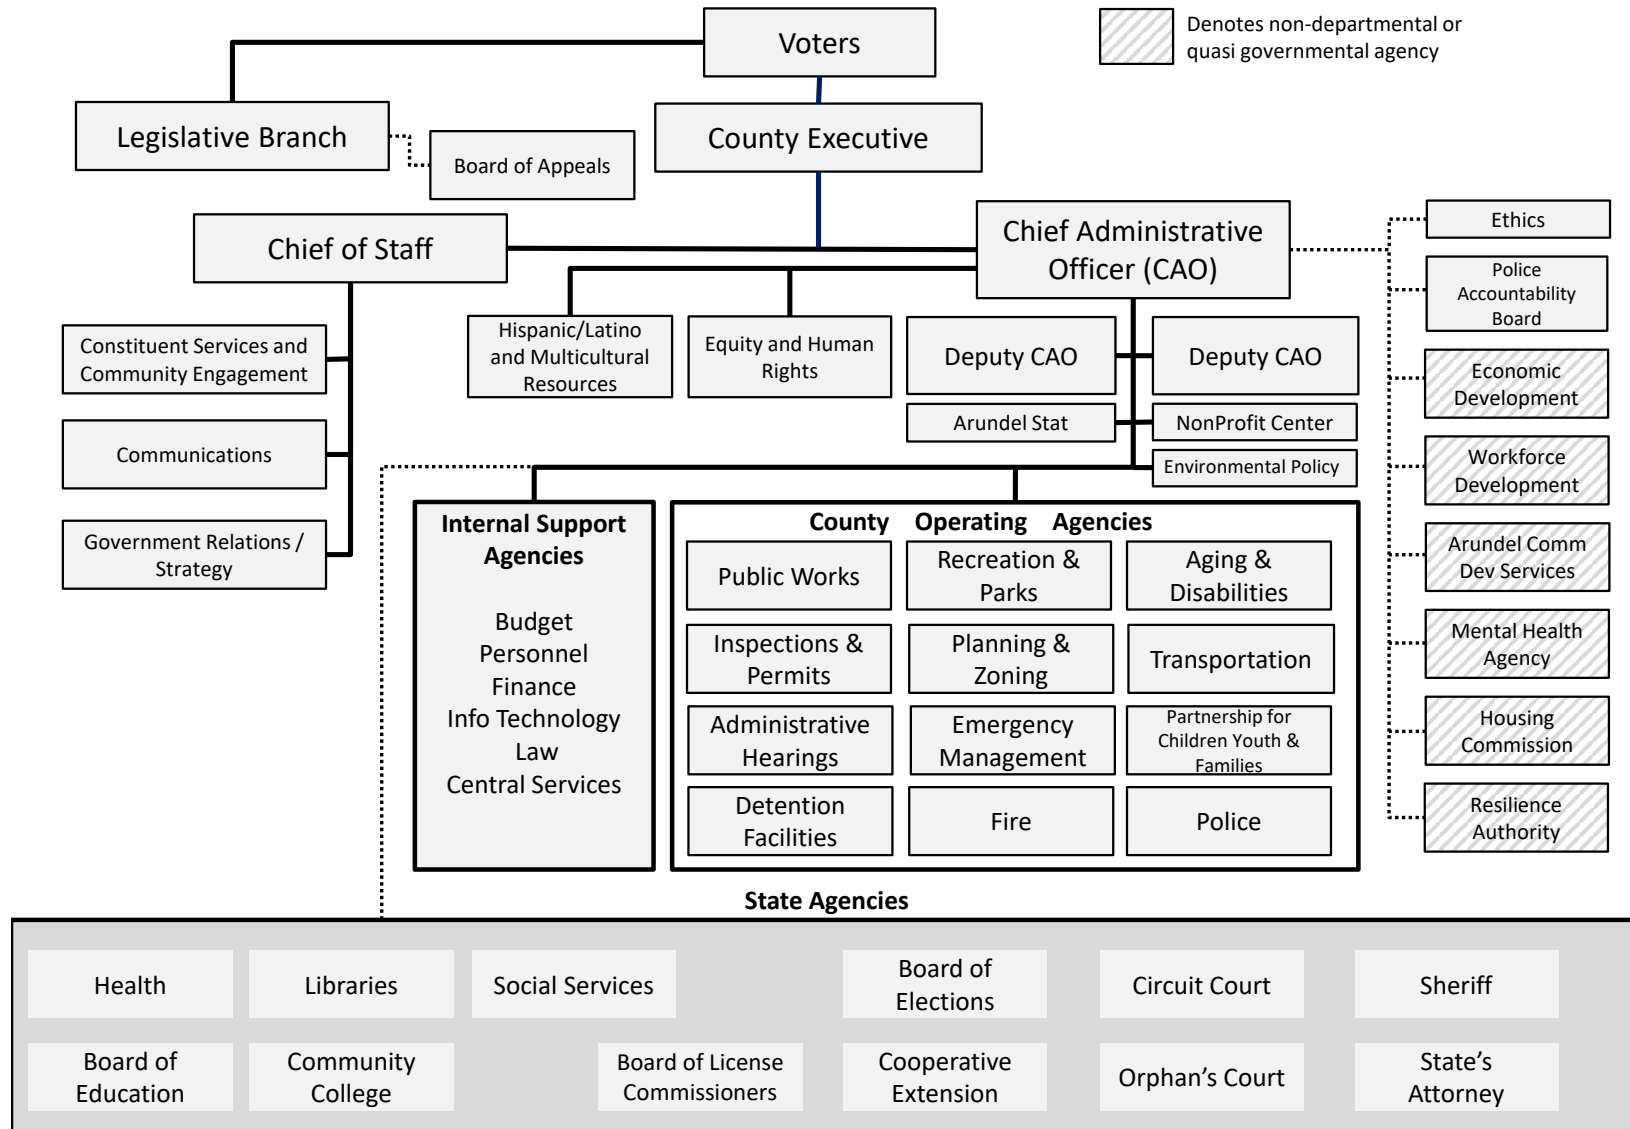 Voters
Denotes non-departmental or
quasi governmental agency
Legislative Branch
Board of Appeals
County Executive
Chief of Staff
Chief Administrative
Officer (CAO)
Ethics
Police
Accountability
Board
Economic
Development
Workforce
Development
Arundel Comm
Dev Services
Mental Health
Agency
Housing
Commission
Resilience
Authority
Constituent Services and
Community Engagement
Communications
Government Relations /
Strategy
Hispanic/Latino
and Multicultural
Resources
Equity and Human
Rights
Deputy CAO
Deputy CAO
Arundel Stat
NonProfit Center
Environmental Policy
Internal Support
Agencies
Budget
Personnel
Finance
Info Technology
Law
Central Services
County Operating Agencies
Public Works
Recreation &
Parks
Aging &
Disabilities
Inspections &
Permits
Planning &
Zoning
Transportation
Administrative
Hearings
Emergency
Management
Partnership for
Children Youth &
Families
Detention
Facilities
Fire
Police
State Agencies
Health
Libraries
Social Services
Board of
Elections
Circuit Court
Sheriff
Board of
Education
Community
College
Board of License
Commissioners
Cooperative
Extension
Orphan’s Court
State’s
Attorney